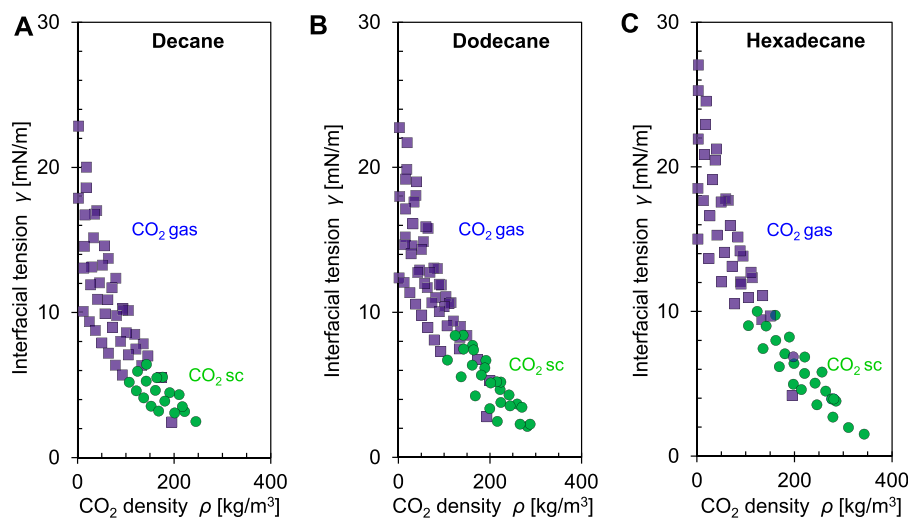 A
Decane
Interfacial tension γ [mN/m]
30
20
10
0
CO₂ gas
CO₂ sc
0
200
400
CO₂ density ρ [kg/m³]
B
Dodecane
Interfacial tension γ [mN/m]
30
20
10
0
CO₂ gas
CO₂ sc
0
200
400
CO₂ density ρ [kg/m³]
C
Hexadecane
Interfacial tension γ [mN/m]
30
20
10
0
CO₂ gas
CO₂ sc
0
200
400
CO₂ density ρ [kg/m³]